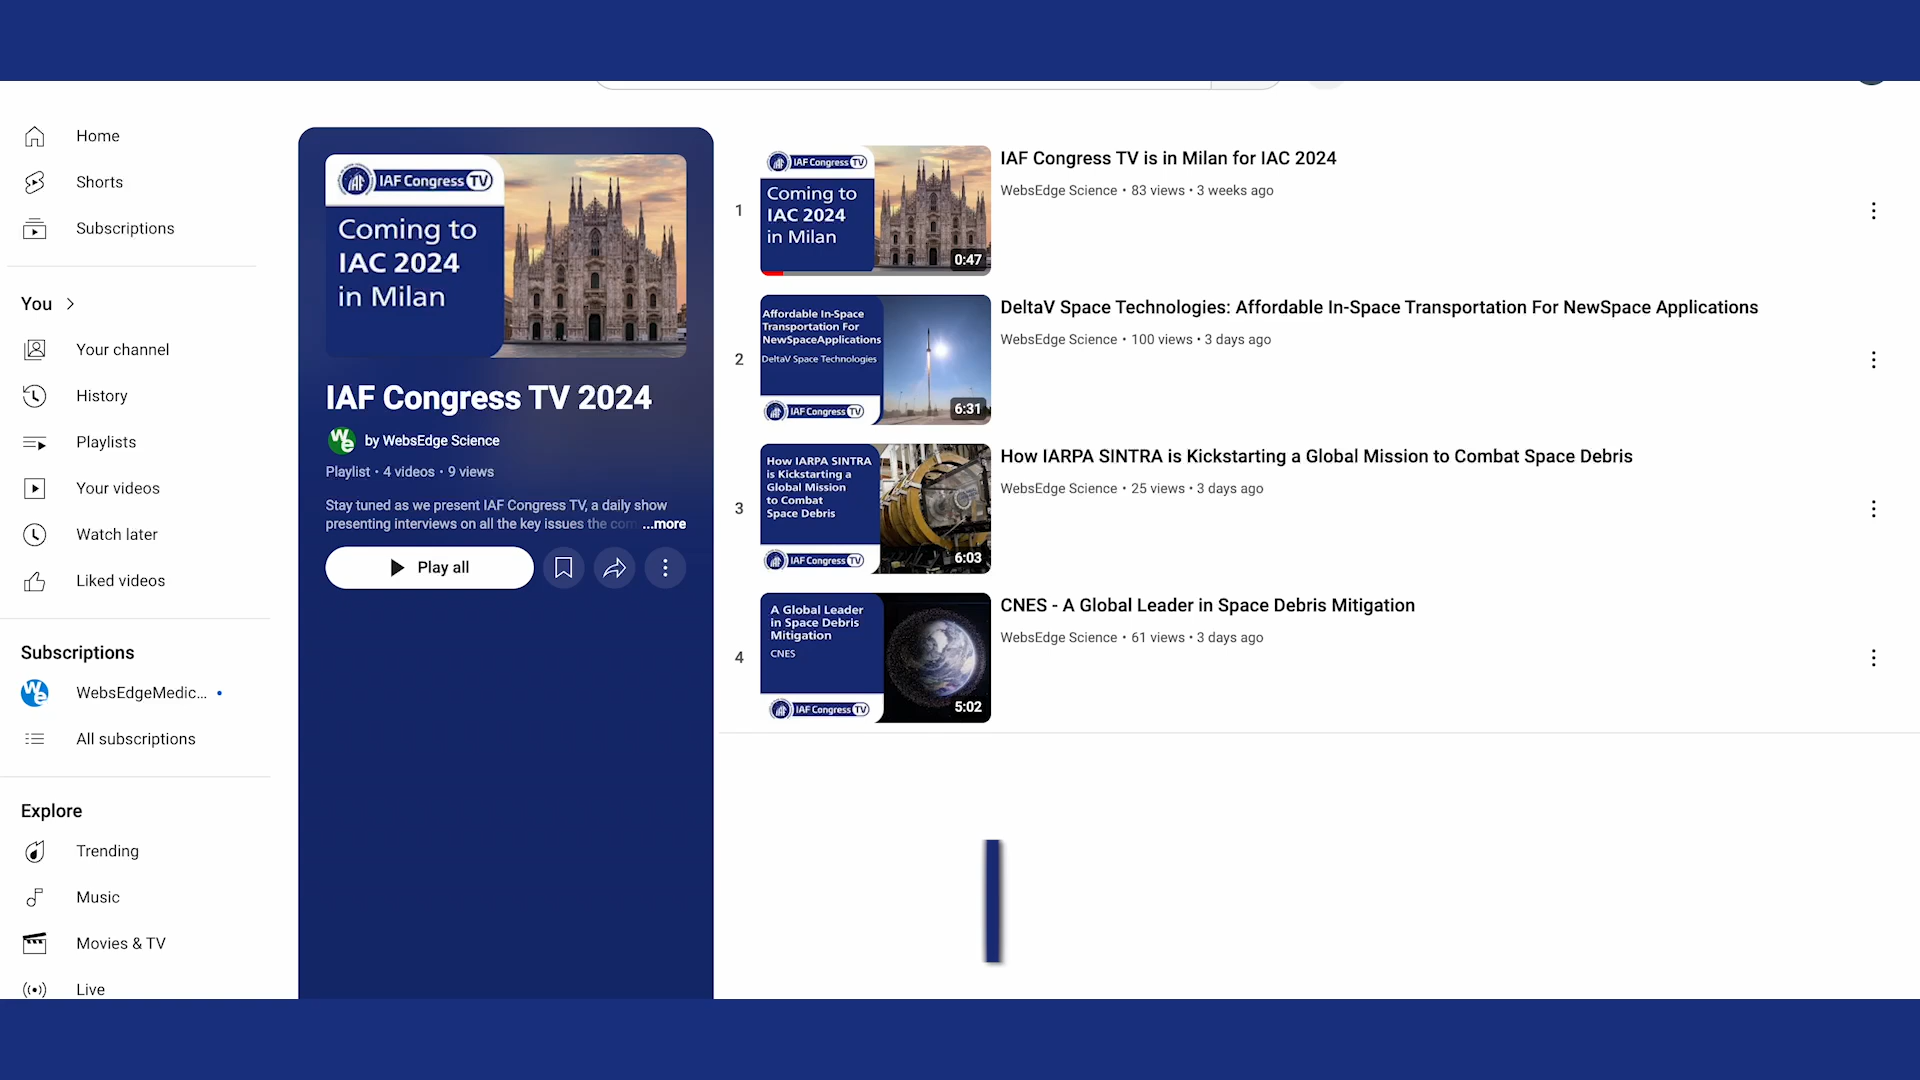 Home
Shorts
Subscriptions
You
Your channel
History
Playlists
Your videos
Watch later
Liked videos
Subscriptions
WebsEdgeMedic...
All subscriptions
Explore
Trending
Music
Movies & TV
Live
IAF
IAF Congress TV
Coming to
IAC 2024
in Milan
IAF Congress TV 2024
We
by WebsEdge Science
Playlist • 4 videos • 9 views
Stay tuned as we present IAF Congress TV, a daily show
presenting interviews on all the key issues the com ...more
Play all
1
IAF Congress TV
Coming to
IAC 2024
in Milan
0:47
IAF Congress TV is in Milan for IAC 2024
WebsEdge Science • 83 views • 3 weeks ago
2
Affordable In-Space
Transportation For
NewSpaceApplications
DeltaV Space Technologies
IAF Congress TV
6:31
DeltaV Space Technologies: Affordable In-Space Transportation For NewSpace Applications
WebsEdge Science • 100 views • 3 days ago
3
How IARPA SINTRA
is Kickstarting a
Global Mission
to Combat
Space Debris
IAF Congress TV
6:03
How IARPA SINTRA is Kickstarting a Global Mission to Combat Space Debris
WebsEdge Science • 25 views • 3 days ago
4
A Global Leader
in Space Debris
Mitigation
CNES
IAF Congress TV
5:02
CNES - A Global Leader in Space Debris Mitigation
WebsEdge Science • 61 views • 3 days ago